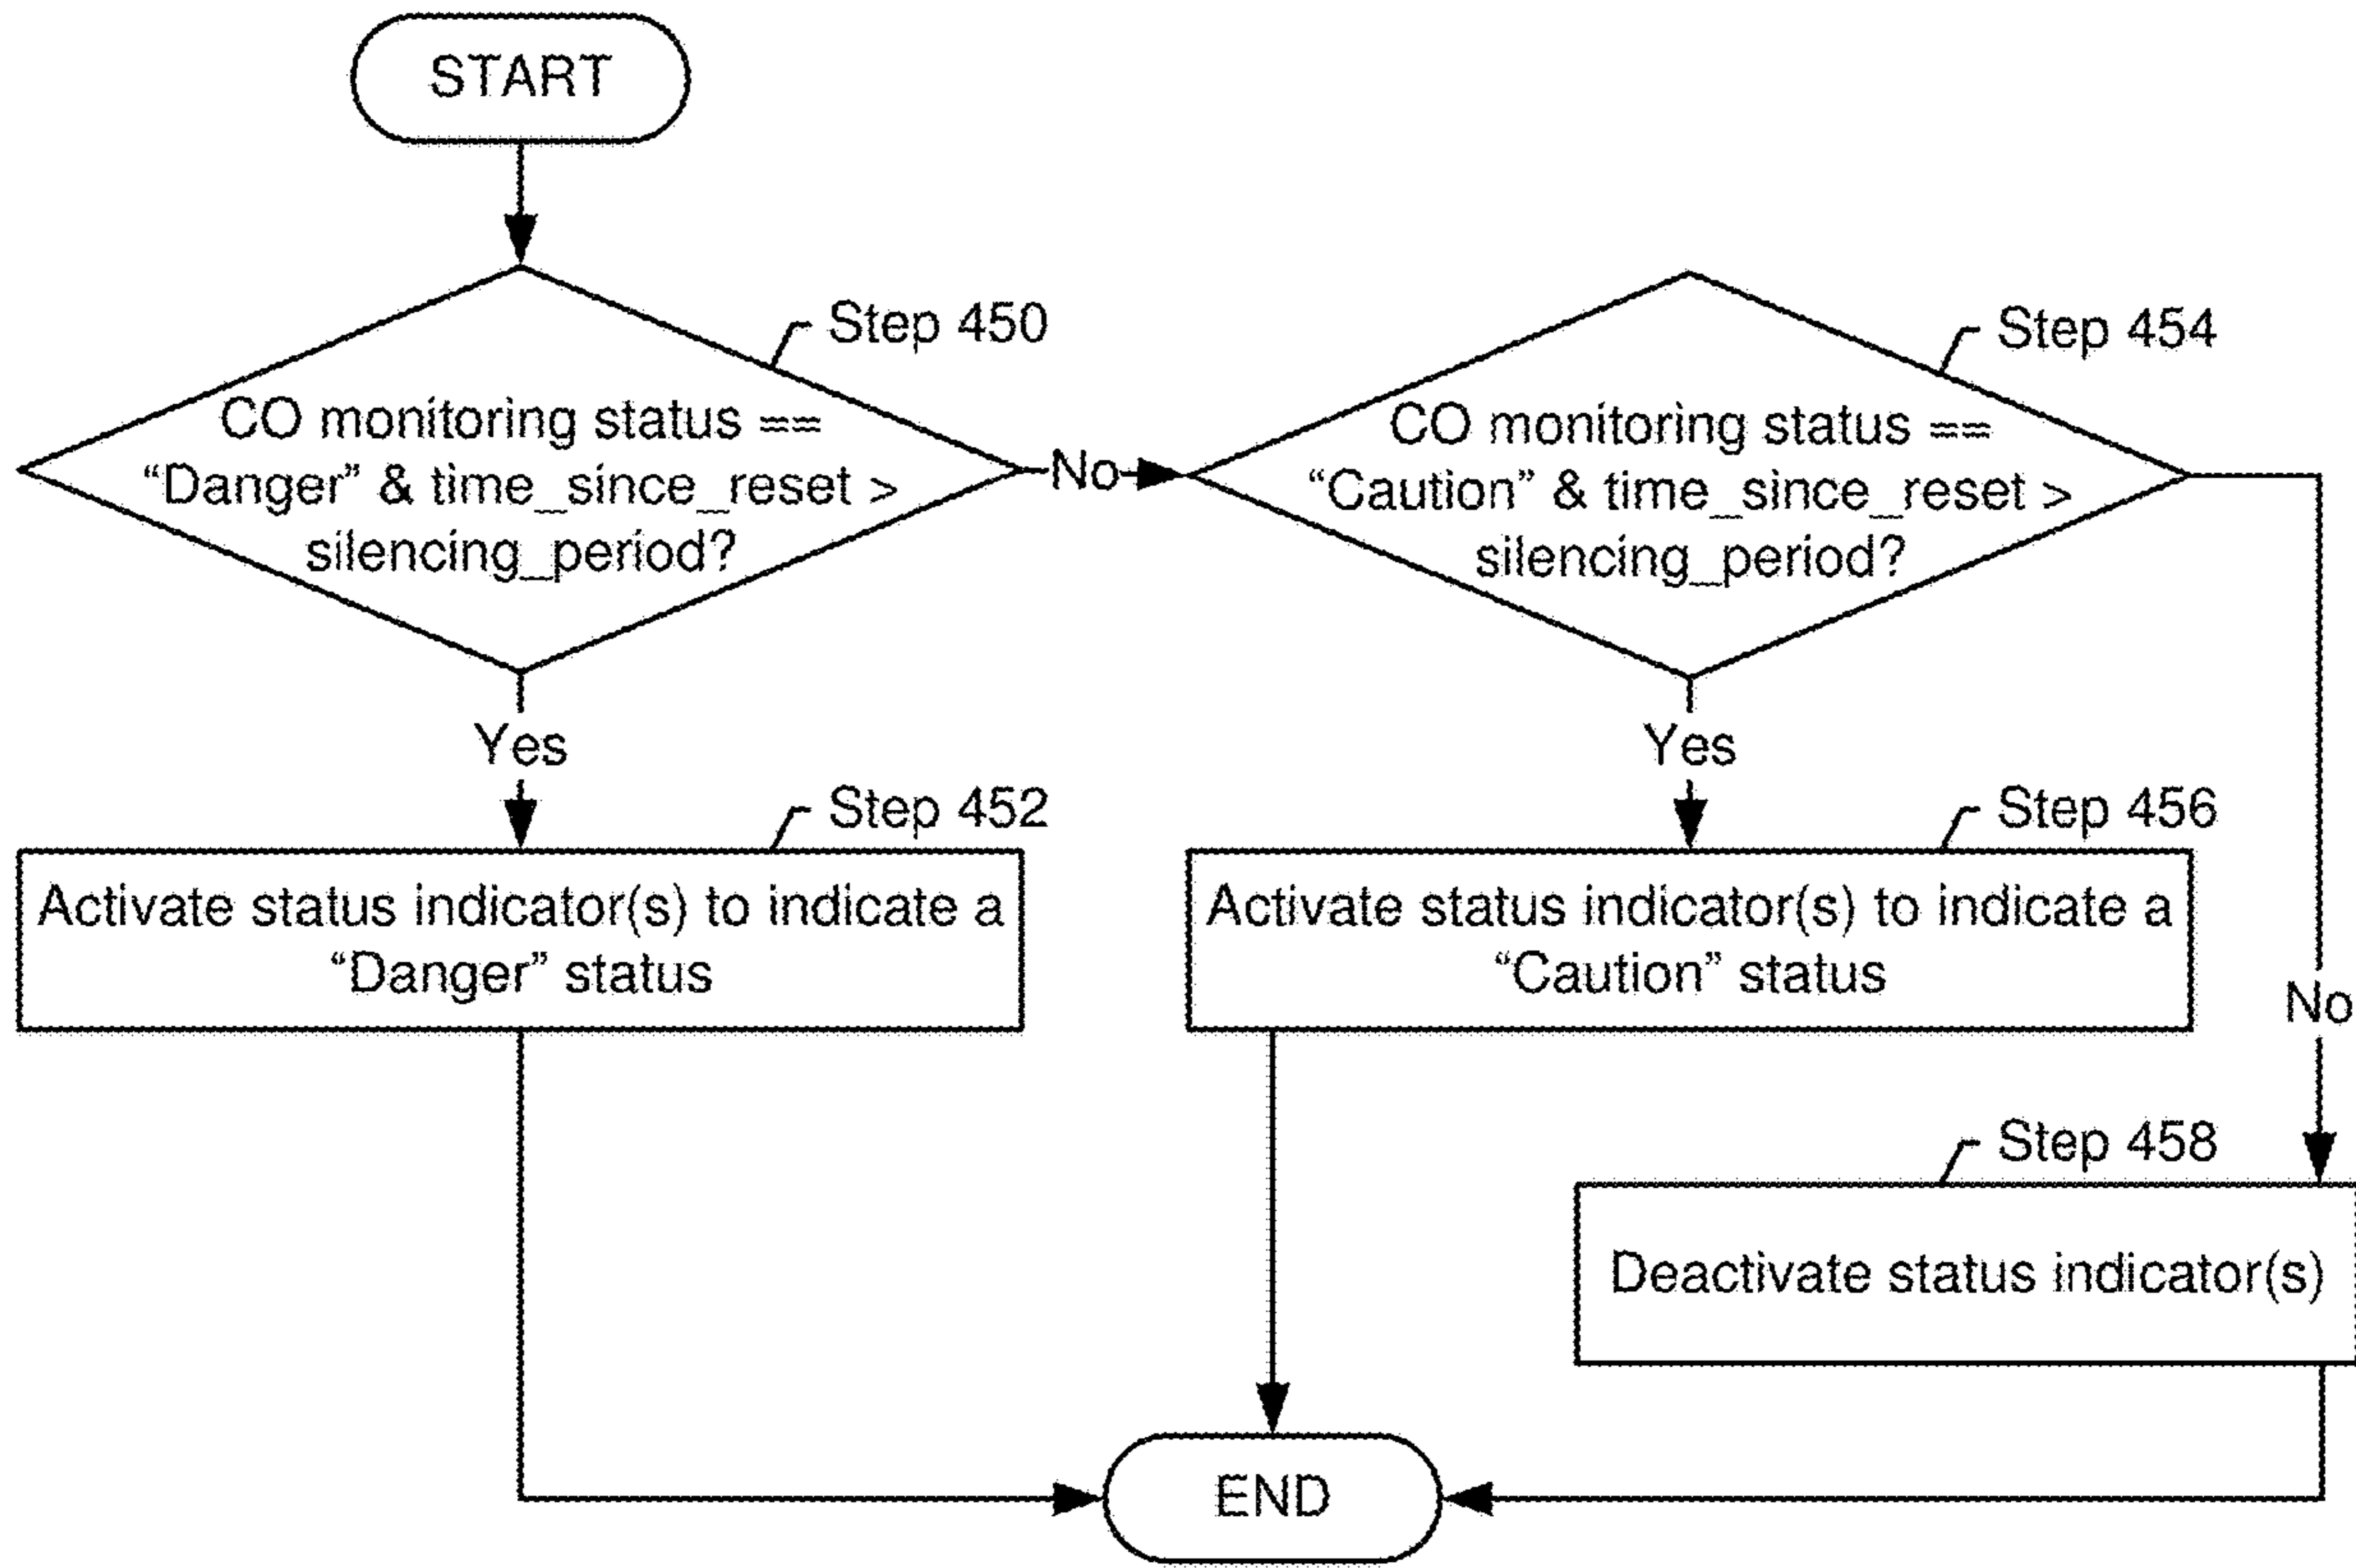 START
Step 450
CO monitoring status ==
“Danger” & time_since_reset >
silencing_period?
No
Step 454
CO monitoring status ==
“Caution” & time_since_reset >
silencing_period?
Yes
Yes
Step 452
Activate status indicator(s) to indicate a
“Danger” status
Step 456
Activate status indicator(s) to indicate a
“Caution” status
No
Step 458
Deactivate status indicator(s)
END